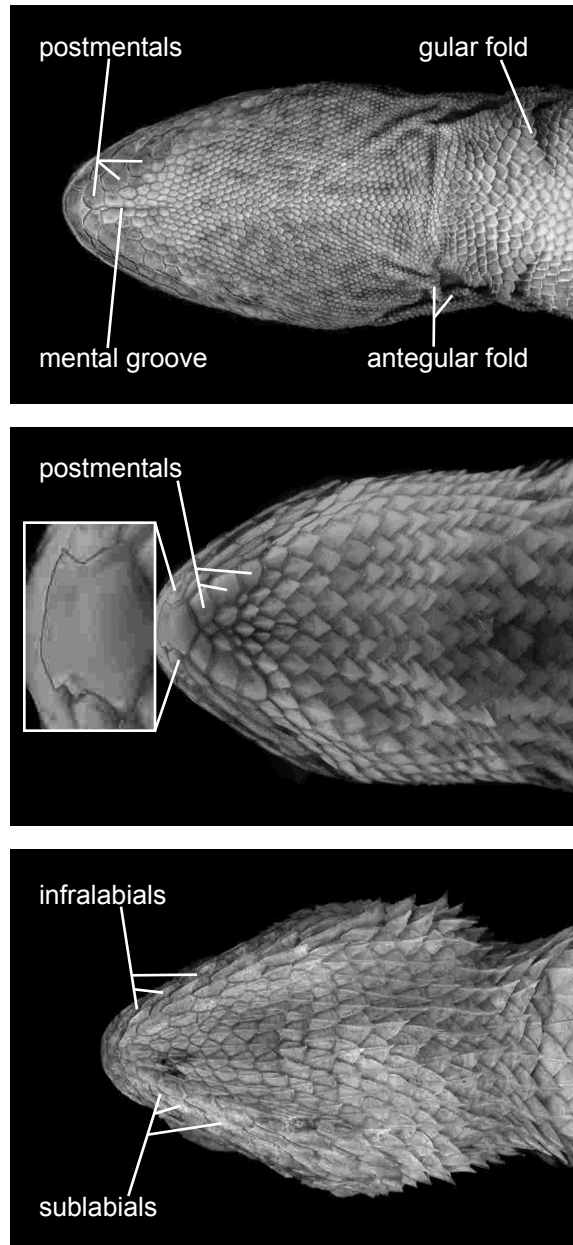 postmentals
gular fold
mental groove
antegular fold
postmentals
infralabials
sublabials